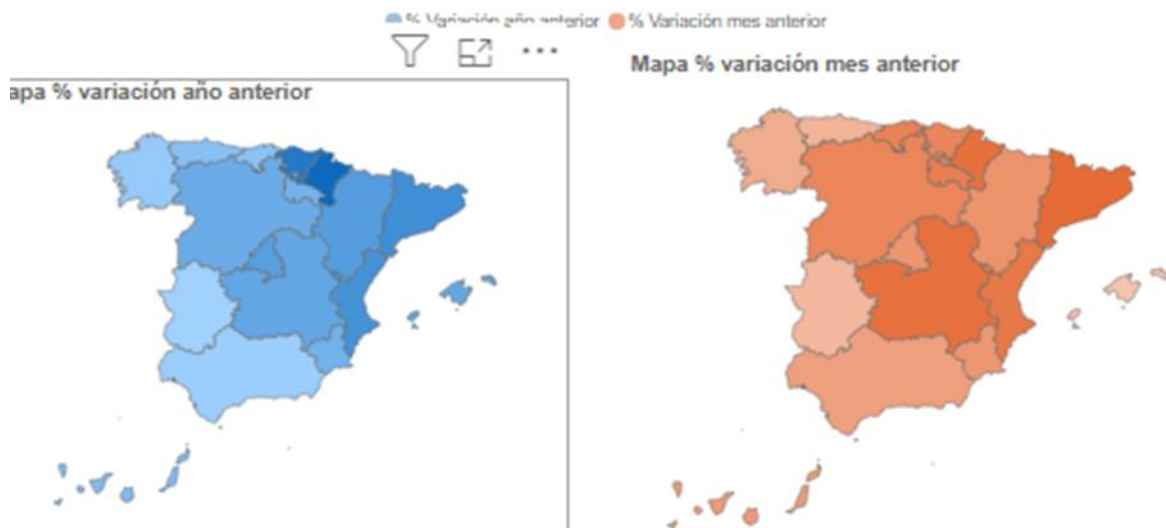 % Variación año anterior % Variación mes anterior
Mapa % variación mes anterior
apa % variación año anterior